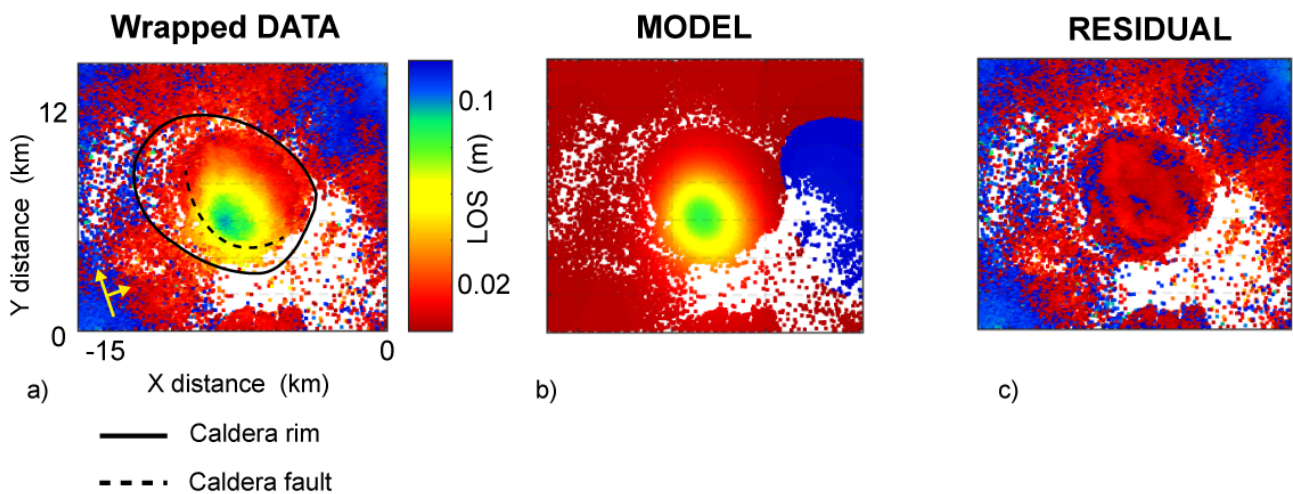 Wrapped DATA
MODEL
RESIDUAL
12
0
Y distance (km)
-15
0
X distance (km)
0.1
0.02
LOS (m)
a)
b)
c)
Caldera rim
Caldera fault